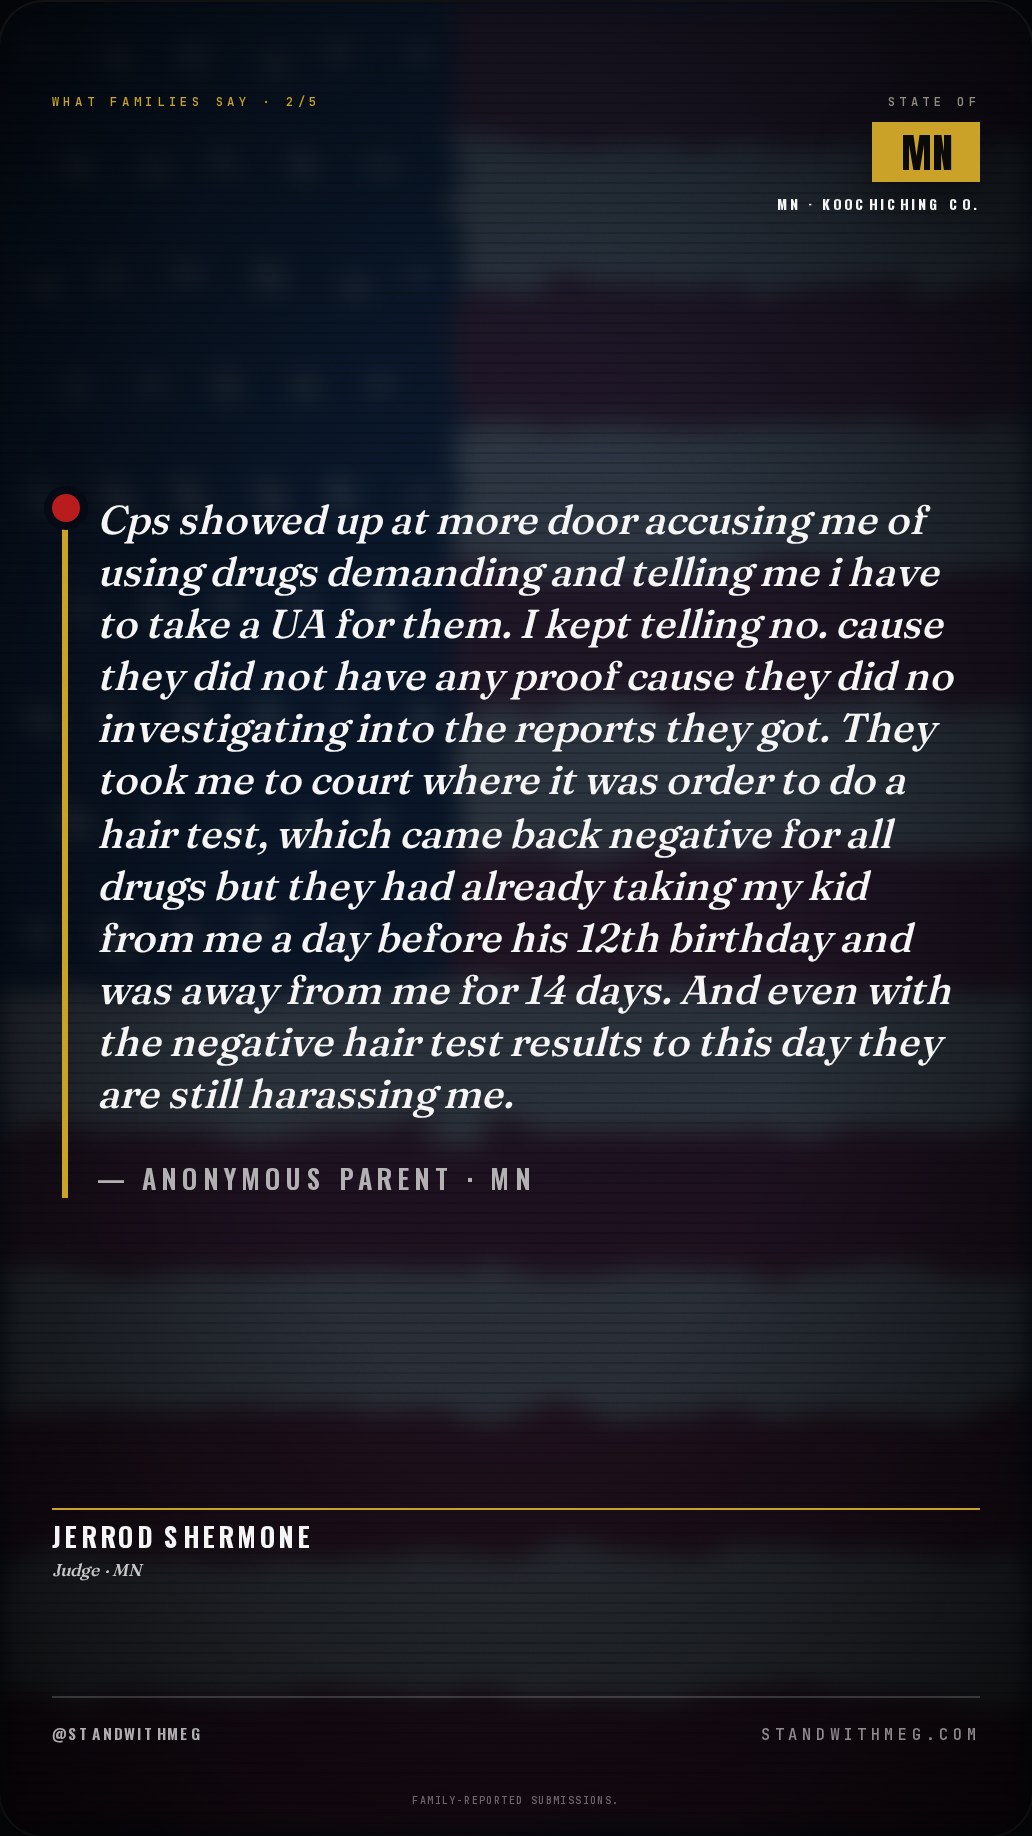 WHAT FAMILIES SAY · 2/5
STATE OF
MN
MN · KOOCHICHING CO.
Cps showed up at more door accusing me of
using drugs demanding and telling me i have
to take a UA for them. I kept telling no. cause
they did not have any proof cause they did no
investigating into the reports they got. They
took me to court where it was order to do a
hair test, which came back negative for all
drugs but they had already taking my kid
from me a day before his 12th birthday and
was away from me for 14 days. And even with
the negative hair test results to this day they
are still harassing me.
— ANONYMOUS PARENT · MN
JERROD SHERMONE
Judge · MN
@STANDWITHMEG
STANDWITHMEG.COM
FAMILY-REPORTED SUBMISSIONS.